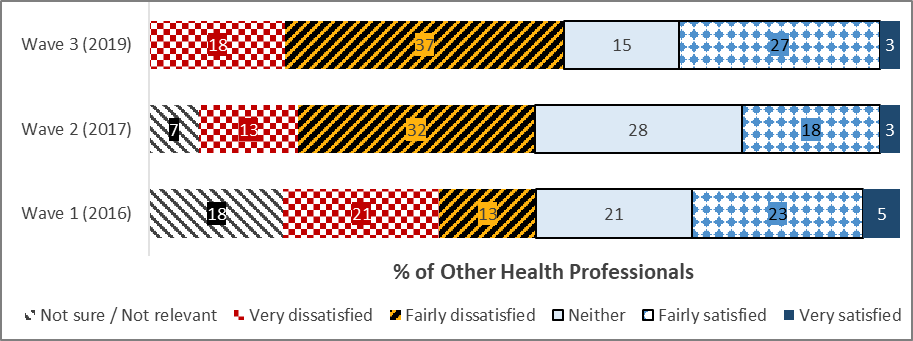 Wave 3 (2019) 18 37 15 27 3
Wave 2 (2017) 7 13 32 28 18 3
Wave 1 (2016) 18 21 13 21 23 5
% of Other Health Professionals
Not sure / Not relevant Very dissatisfied Fairly dissatisfied Neither Fairly satisfied Very satisfied